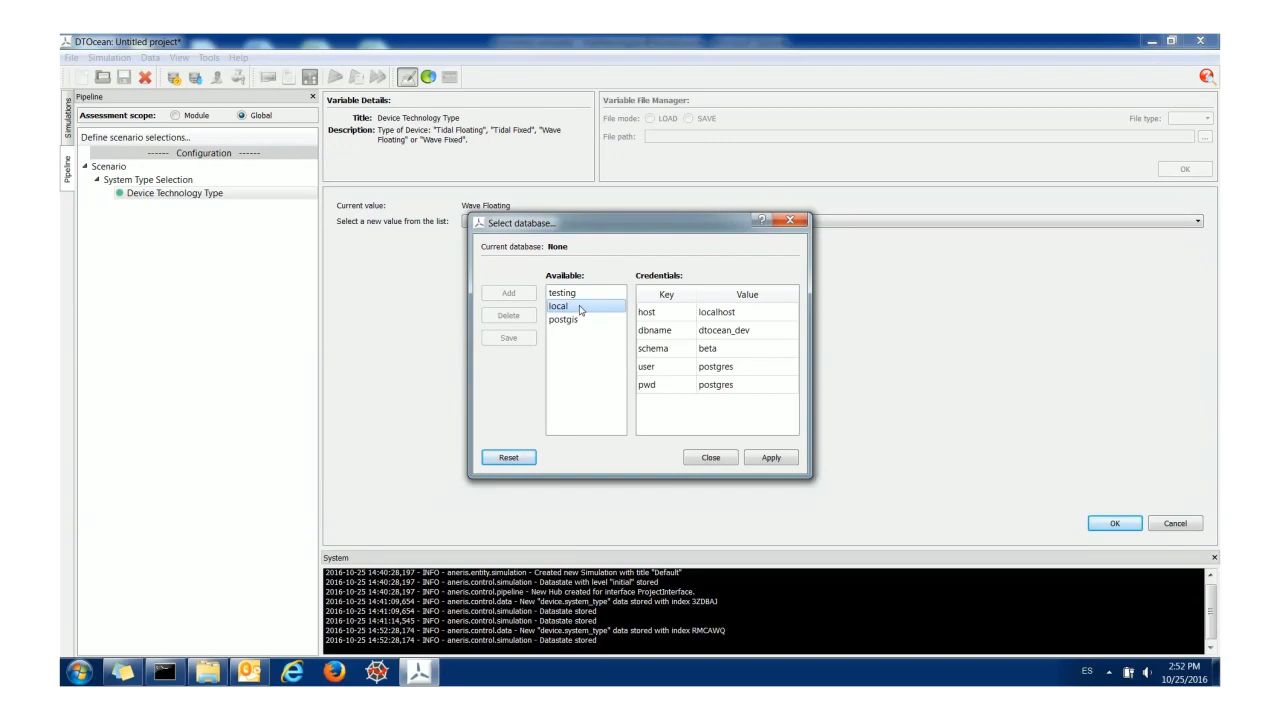 DTOcean: Untitled project*
File Simulation Data View Tools Help
Simulations
Pipeline
Pipeline
Assessment scope: Module Global
Define scenario selections...
------ Configuration ------
Scenario
System Type Selection
Device Technology Type
Variable Details:
Title: Device Technology Type
Description: Type of Device: "Tidal Floating", "Tidal Fixed", "Wave
Floating" or "Wave Fixed".
Variable File Manager:
File mode: LOAD SAVE File type:
File path: ...
OK
Current value: Wave Floating
Select a new value from the list:
Select database...
Current database: None
Available: Credentials:
Add
Delete
Save
testing
local
postgis
Key Value
host localhost
dbname dtocean_dev
schema beta
user postgres
pwd postgres
Reset Close Apply
OK Cancel
System
2016-10-25 14:40:28,197 - INFO - aneris.entity.simulation - Created new Simulation with title "Default"
2016-10-25 14:40:28,197 - INFO - aneris.control.simulation - Datastate with level "initial" stored
2016-10-25 14:40:28,197 - INFO - aneris.control.pipeline - New Hub created for interface ProjectInterface.
2016-10-25 14:41:09,654 - INFO - aneris.control.data - New "device.system_type" data stored with index 3ZDBAJ
2016-10-25 14:41:09,654 - INFO - aneris.control.simulation - Datastate stored
2016-10-25 14:41:14,545 - INFO - aneris.control.simulation - Datastate stored
2016-10-25 14:52:28,174 - INFO - aneris.control.data - New "device.system_type" data stored with index RMCAWQ
2016-10-25 14:52:28,174 - INFO - aneris.control.simulation - Datastate stored
ES
2:52 PM
10/25/2016